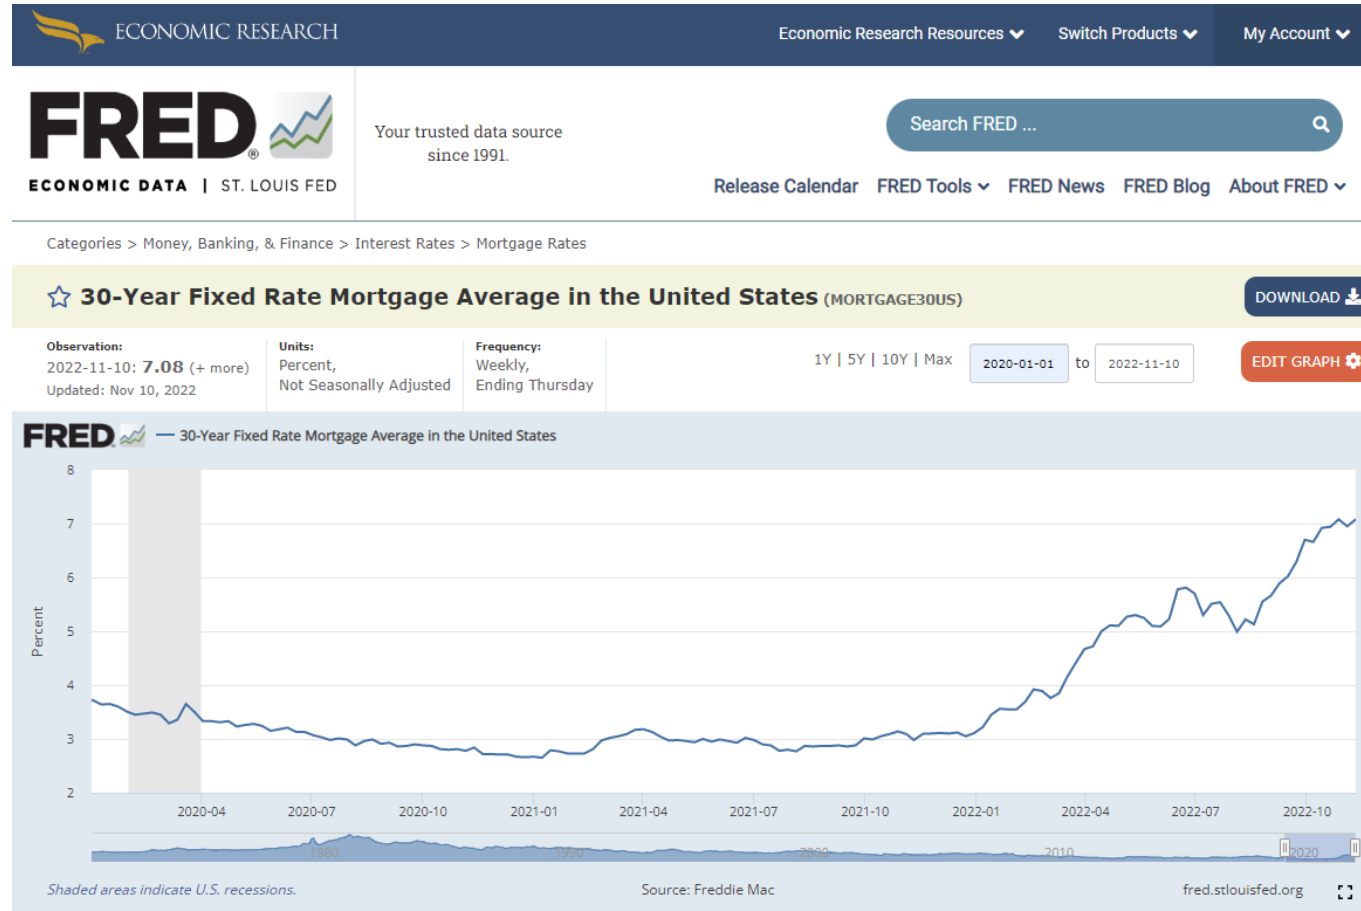 ECONOMIC RESEARCH
Economic Research Resources
Switch Products
My Account
FRED®
ECONOMIC DATA | ST. LOUIS FED
Your trusted data source
since 1991.
Search FRED ...
Release Calendar
FRED Tools
FRED News
FRED Blog
About FRED
Categories > Money, Banking, & Finance > Interest Rates > Mortgage Rates
30-Year Fixed Rate Mortgage Average in the United States (MORTGAGE30US)
DOWNLOAD
Observation:
2022-11-10: 7.08 (+ more)
Updated: Nov 10, 2022
Units:
Percent,
Not Seasonally Adjusted
Frequency:
Weekly,
Ending Thursday
1Y | 5Y | 10Y | Max
2020-01-01 to 2022-11-10
EDIT GRAPH
FRED
30-Year Fixed Rate Mortgage Average in the United States
Percent
8
7
6
5
4
3
2
2020-04
2020-07
2020-10
2021-01
2021-04
2021-07
2021-10
2022-01
2022-04
2022-07
2022-10
1980
1990
2000
2010
2020
Shaded areas indicate U.S. recessions.
Source: Freddie Mac
fred.stlouisfed.org